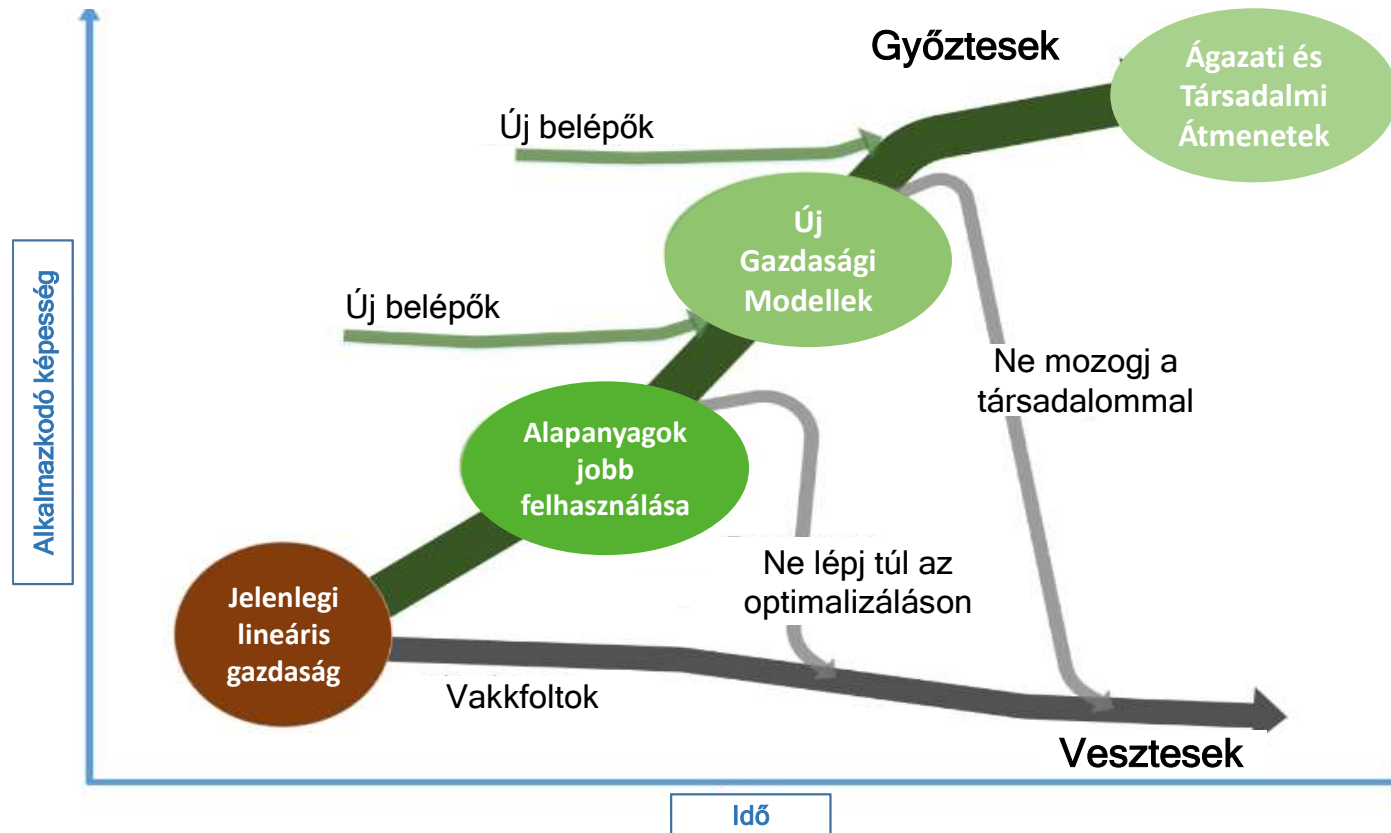 Győztesek
Ágazati és
Társadalmi
Átmenetek
Új belépők
Új
Gazdasági
Modellek
Új belépők
Ne mozogj a
társadalommal
Alapanyagok
jobb
felhasználása
Ne lépj túl az
optimalizáláson
Jelenlegi
lineáris
gazdaság
Vakkfoltok
Vesztesek
Alkalmazkodó képesség
Idő